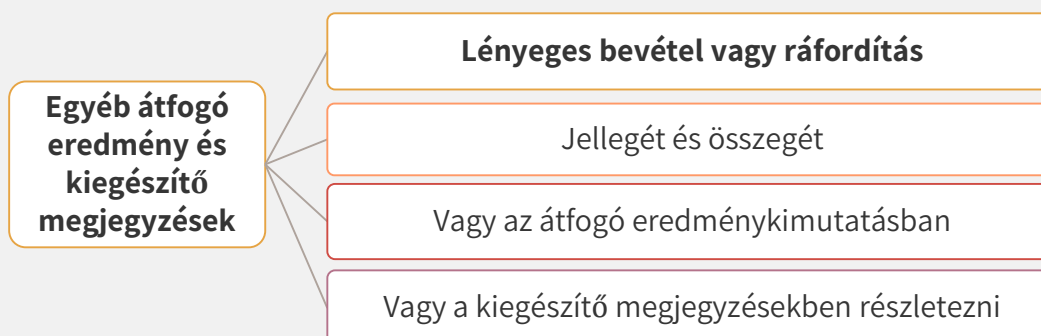 Egyéb átfogó
eredmény és
kiegészítő
megjegyzések
Lényeges bevétel vagy ráfordítás
Jellegét és összegét
Vagy az átfogó eredménykimutatásban
Vagy a kiegészítő megjegyzésekben részletezni